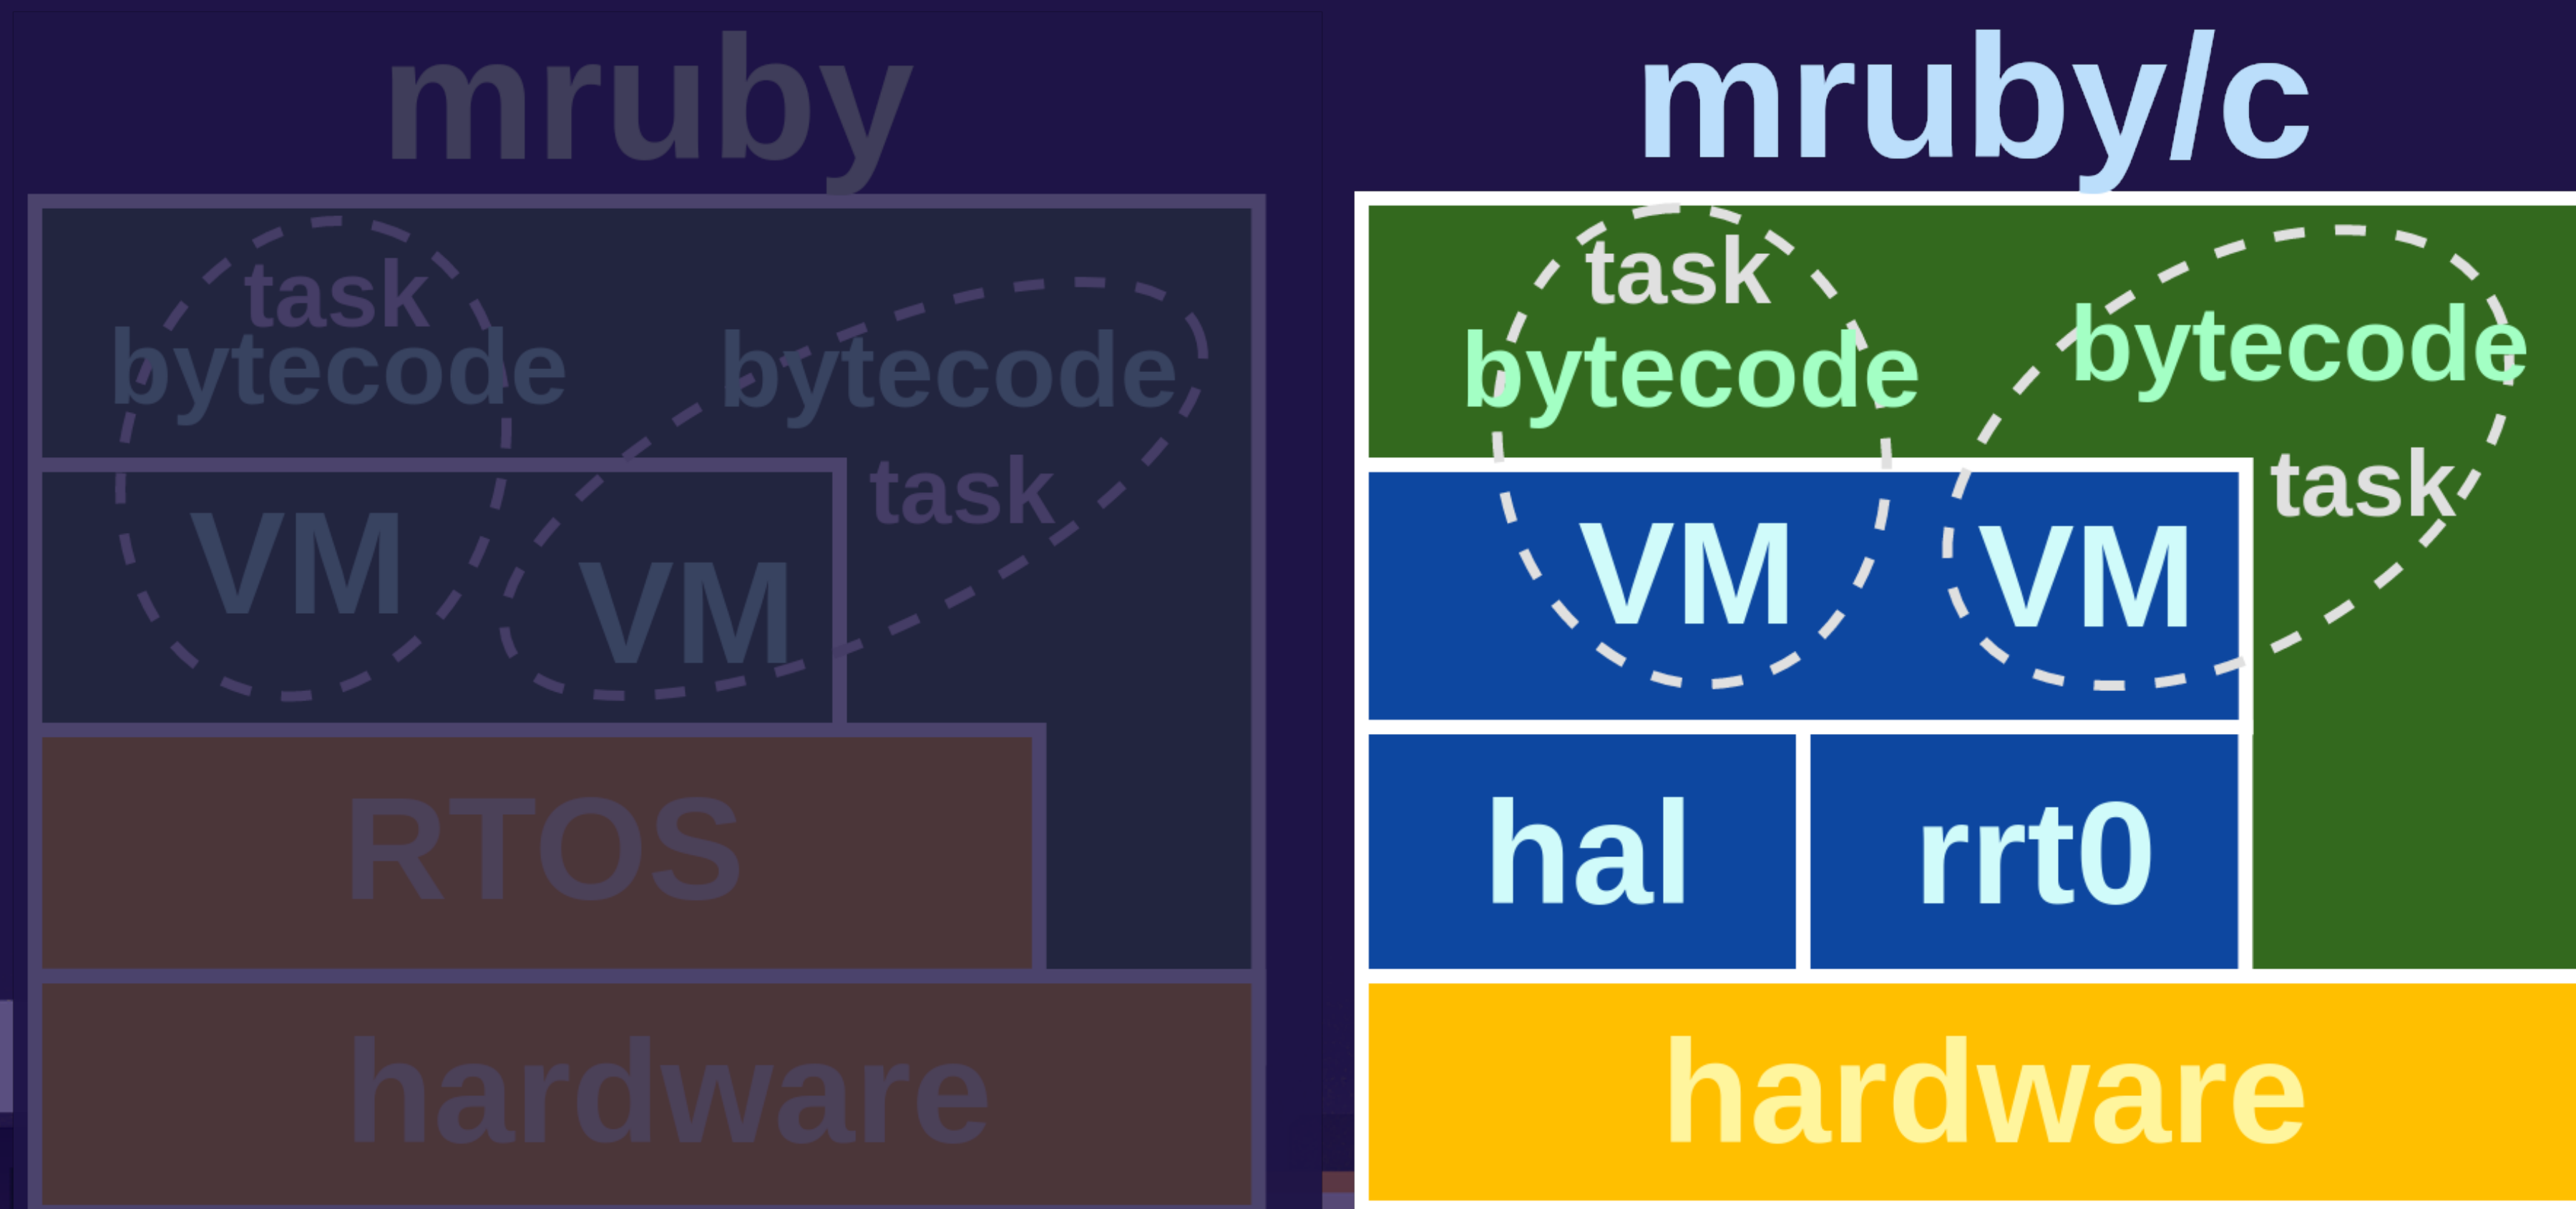 mruby
task
bytecode
bytecode
task
VM
VM
RTOS
hardware
mruby/c
task
bytecode
bytecode
task
VM
VM
hal
rrt0
hardware